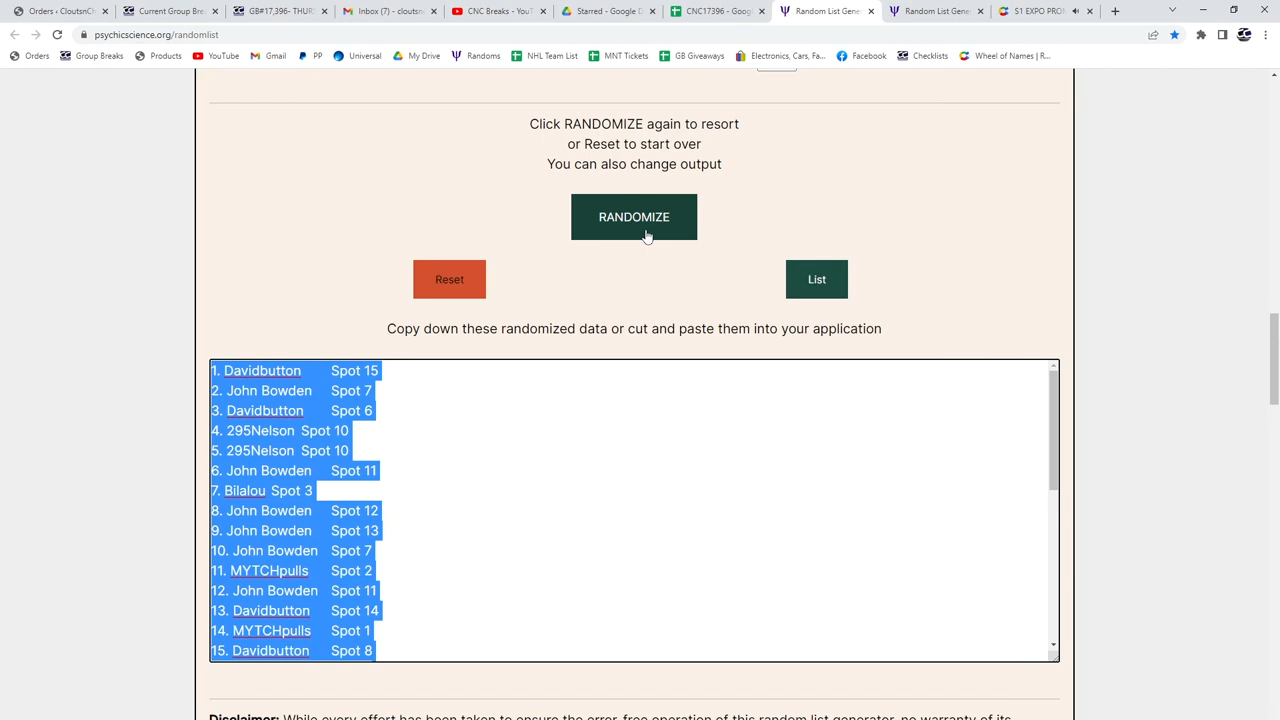 Orders ‹ CloutsnCh
Current Group Brea
GB#17,396- THURS
Inbox (7) - cloutsne
CNC Breaks - YouT
Starred - Google D
CNC17396 - Googl
Random List Gene
Random List Gene
S1 EXPO PROM
psychicscience.org/randomlist
Orders
Group Breaks
Products
YouTube
Gmail
PP
Universal
My Drive
Randoms
NHL Team List
MNT Tickets
GB Giveaways
Electronics, Cars, Fa...
Facebook
Checklists
Wheel of Names | R...
Click RANDOMIZE again to resort
or Reset to start over
You can also change output
RANDOMIZE
Reset
List
Copy down these randomized data or cut and paste them into your application
1. Davidbutton Spot 15
2. John Bowden Spot 7
3. Davidbutton Spot 6
4. 295Nelson Spot 10
5. 295Nelson Spot 10
6. John Bowden Spot 11
7. Bilalou Spot 3
8. John Bowden Spot 12
9. John Bowden Spot 13
10. John Bowden Spot 7
11. MYTCHpulls Spot 2
12. John Bowden Spot 11
13. Davidbutton Spot 14
14. MYTCHpulls Spot 1
15. Davidbutton Spot 8
Disclaimer: While every effort has been taken to ensure the error-free operation of this random list generator, no warranty of its